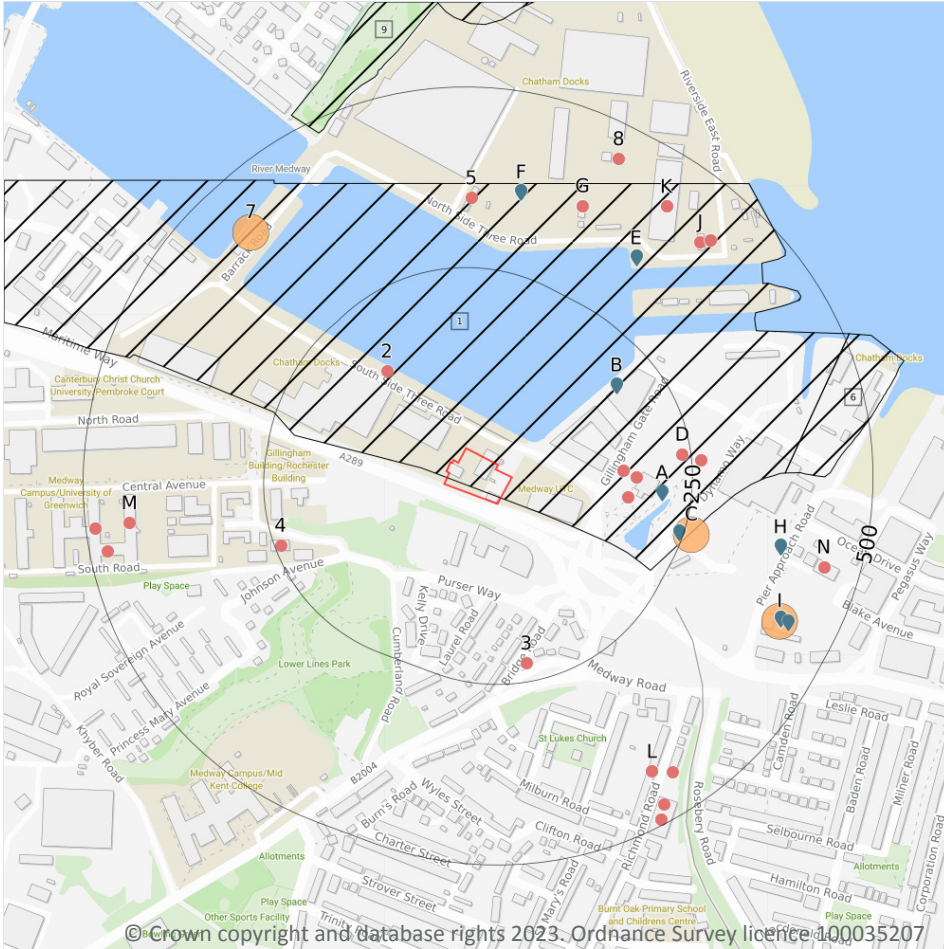 9
Chatham Docks
Riverside East Road
8
River Medway
5
F
G
K
7
North Side Three Road
J
E
Barrack Road
1
Maritime Way
2
Chatham Docks
South Side Three Road
B
Chatham Docks
Canterbury Christ Church
University/Pembroke Court
6
North Road
Gillingham Gate Road
D
Gillingham
Building/Rochester
Building
A289
Dynamo Way
250
A
Medway UTC
Medway
Campus/University of
Greenwich
Central Avenue
M
C
Pier Approach Road
4
H
500
N
Ocean Drive
Pegasus Way
South Road
Play Space
Johnson Avenue
Purser Way
Kelly Drive
Laurel Road
I
Blake Avenue
Royal Sovereign Avenue
Cumberland Road
3
Bridge Road
Lower Lines Park
Medway Road
Princess Mary Avenue
Khyber Road
Leslie Road
Camden Road
St Lukes Church
L
Baden Road
Milner Road
Medway Campus/Mid
Kent College
B2004
Burn's Road
Wyles Street
Milburn Road
Richmond Road
Rosebery Road
Charter Street
Clifton Road
Selbourne Road
Corporation Road
Allotments
Allotments
Strover Street
Hamilton Road
Play Space
Other Sports Facility
St Mary's Road
Burnt Oak Primary School
and Childrens Centre
Play Space
© Crown copyright and database rights 2023. Ordnance Survey licence 100035207